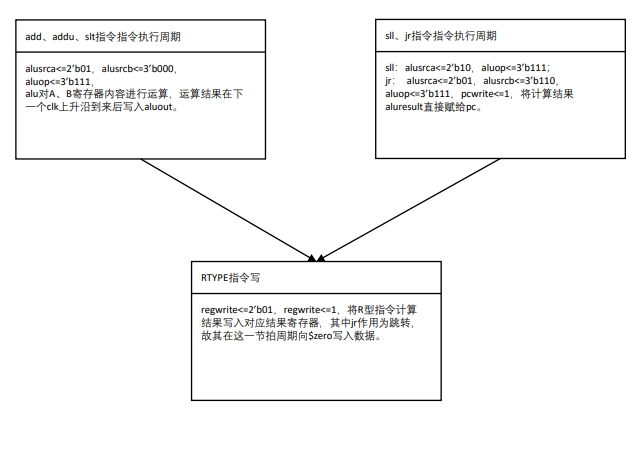 add、addu、slt指令指令执行周期
alusrca<=2'b01，alusrcb<=3'b000，
aluop<=3'b111，
alu对A、B寄存器内容进行运算，运算结果在下
一个clk上升沿到来后写入aluout。
sll、jr指令指令执行周期
sll： alusrca<=2'b10，aluop<=3'b111；
jr： alusrca<=2'b01，alusrcb<=3'b110，
aluop<=3'b111，pcwrite<=1，将计算结果
aluresult直接赋给pc。
RTYPE指令写
regwrite<=2'b01，regwrite<=1，将R型指令计算
结果写入对应结果寄存器，其中jr作用为跳转，
故其在这一节拍周期向$zero写入数据。